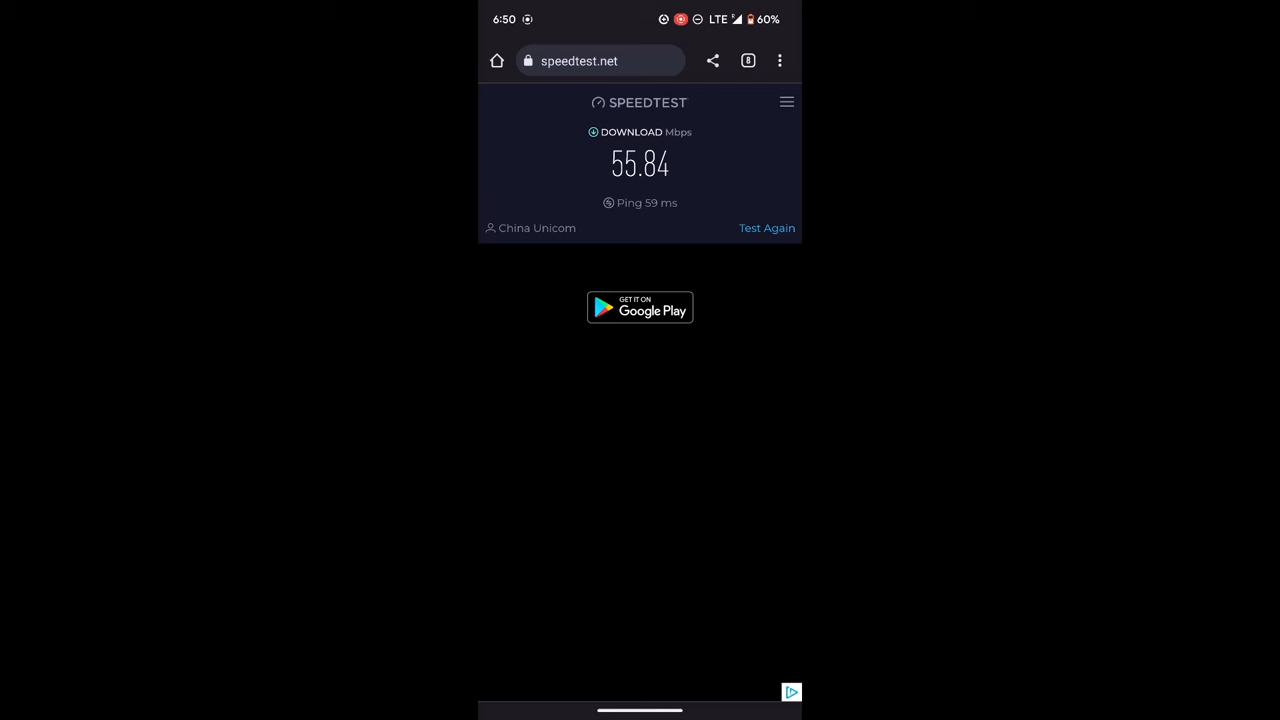 6:50 LTE R 60%
speedtest.net 8
SPEEDTEST
DOWNLOAD Mbps
55.84
Ping 59 ms
China Unicom Test Again
GET IT ON
Google Play